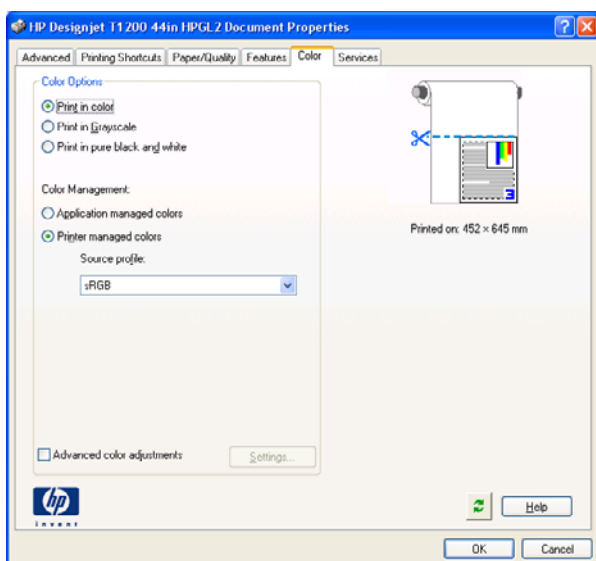 HP Designjet T1200 44in HPGL2 Document Properties
Advanced Printing Shortcuts Paper/Quality Features Color Services
Color Options
Print in color
Print in Grayscale
Print in pure black and white
Color Management:
Application managed colors
Printer managed colors
Source profile:
sRGB
Advanced color adjustments
Settings...
3
Printed on: 452 × 645 mm
hp
invent
Help
OK
Cancel